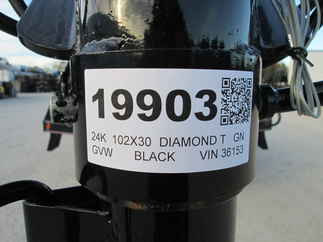 19903
24K 102X30 DIAMOND T GN
GVW BLACK VIN 36153